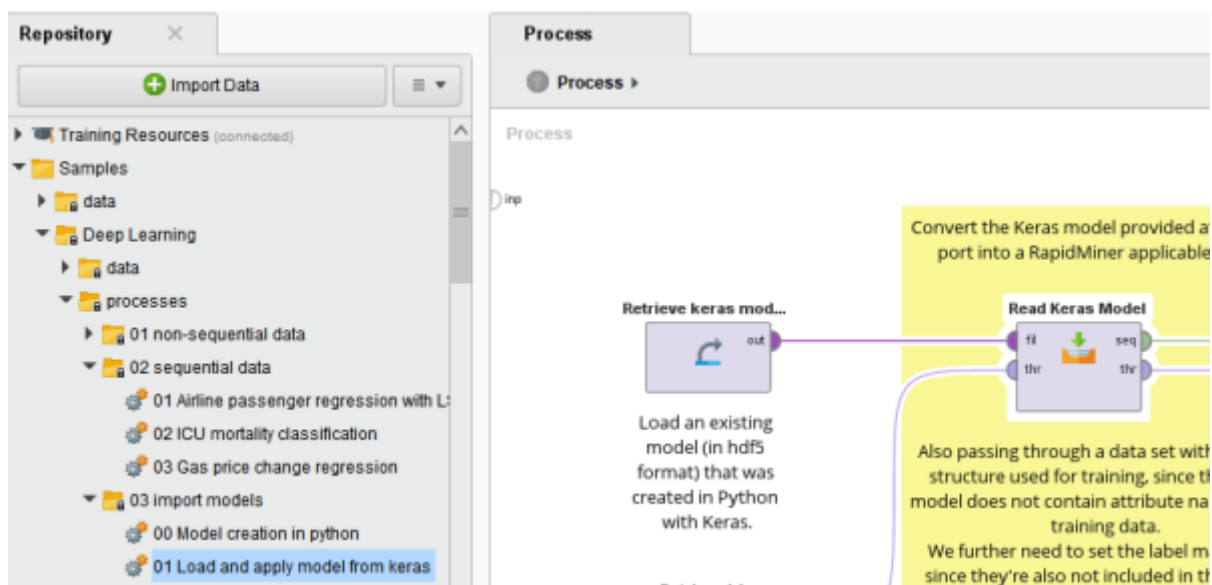 Repository
Import Data
Training Resources (connected)
Samples
data
Deep Learning
data
processes
01 non-sequential data
02 sequential data
01 Airline passenger regression with
02 ICU mortality classification
03 Gas price change regression
03 import models
00 Model creation in python
01 Load and apply model from keras
Process
Process
Process
inp
Retrieve keras mod...
out
Load an existing
model (in hdf5
format) that was
created in Python
with Keras.
Convert the Keras model provided
port into a RapidMiner applicable
Read Keras Model
fil
seq
thr
thr
Also passing through a data set with
structure used for training, since
model does not contain attribute
training data.
We further need to set the label
since they're also not included in